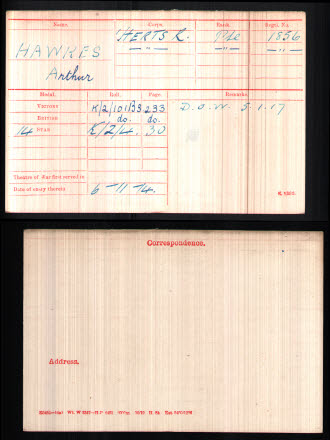 Name. Corps. Rank. Regtl. No.
HAWKES HERTS R. Pte 1856
" " "
Arthur
Medal. Roll. Page. Remarks.
VICTORY K/2/101B3 233 D.O.W. 5.1.17
BRITISH do. do.
14 STAR K/2/4. 30
Theatre of War first served in
Date of entry therein 6-11-14.
Correspondence.
Address.